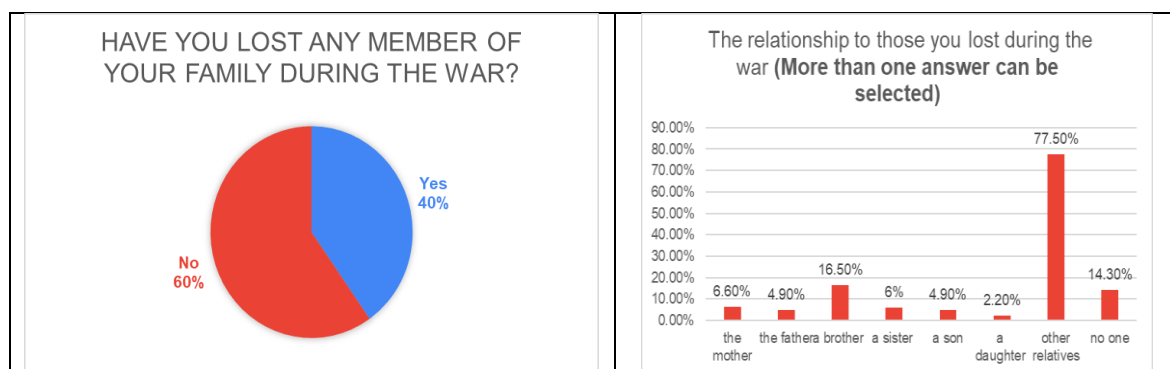 HAVE YOU LOST ANY MEMBER OF
YOUR FAMILY DURING THE WAR?
Yes
40%
No
60%
The relationship to those you lost during the
war (More than one answer can be
selected)
90.00%
80.00%
70.00%
60.00%
50.00%
40.00%
30.00%
20.00%
10.00%
0.00%
6.60%
4.90%
16.50%
6%
4.90%
2.20%
77.50%
14.30%
the
mother
the father
a brother
a sister
a son
a
daughter
other
relatives
no one